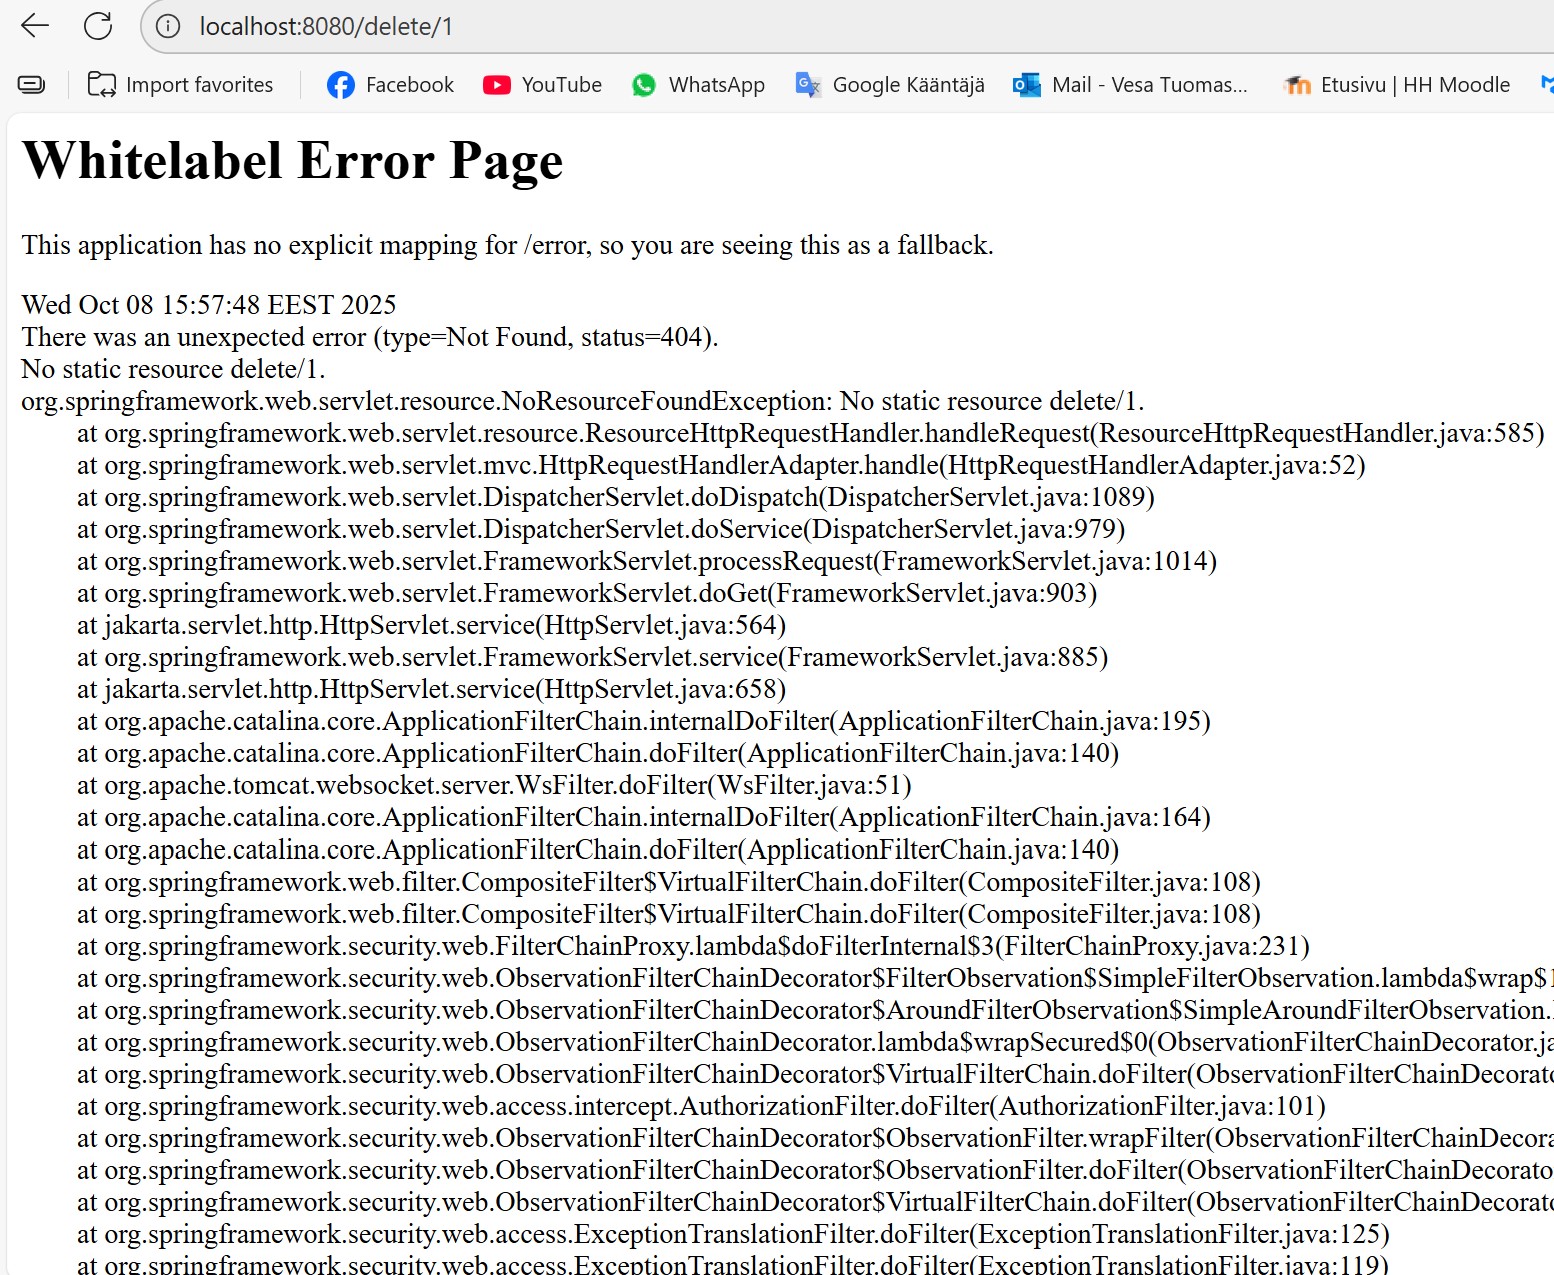 localhost:8080/delete/1
Import favorites Facebook YouTube WhatsApp Google Kääntäjä Mail - Vesa Tuomas... Etusivu | HH Moodle
Whitelabel Error Page
This application has no explicit mapping for /error, so you are seeing this as a fallback.
Wed Oct 08 15:57:48 EEST 2025
There was an unexpected error (type=Not Found, status=404).
No static resource delete/1.
org.springframework.web.servlet.resource.NoResourceFoundException: No static resource delete/1.
at org.springframework.web.servlet.resource.ResourceHttpRequestHandler.handleRequest(ResourceHttpRequestHandler.java:585)
at org.springframework.web.servlet.mvc.HttpRequestHandlerAdapter.handle(HttpRequestHandlerAdapter.java:52)
at org.springframework.web.servlet.DispatcherServlet.doDispatch(DispatcherServlet.java:1089)
at org.springframework.web.servlet.DispatcherServlet.doService(DispatcherServlet.java:979)
at org.springframework.web.servlet.FrameworkServlet.processRequest(FrameworkServlet.java:1014)
at org.springframework.web.servlet.FrameworkServlet.doGet(FrameworkServlet.java:903)
at jakarta.servlet.http.HttpServlet.service(HttpServlet.java:564)
at org.springframework.web.servlet.FrameworkServlet.service(FrameworkServlet.java:885)
at jakarta.servlet.http.HttpServlet.service(HttpServlet.java:658)
at org.apache.catalina.core.ApplicationFilterChain.internalDoFilter(ApplicationFilterChain.java:195)
at org.apache.catalina.core.ApplicationFilterChain.doFilter(ApplicationFilterChain.java:140)
at org.apache.tomcat.websocket.server.WsFilter.doFilter(WsFilter.java:51)
at org.apache.catalina.core.ApplicationFilterChain.internalDoFilter(ApplicationFilterChain.java:164)
at org.apache.catalina.core.ApplicationFilterChain.doFilter(ApplicationFilterChain.java:140)
at org.springframework.web.filter.CompositeFilter$VirtualFilterChain.doFilter(CompositeFilter.java:108)
at org.springframework.web.filter.CompositeFilter$VirtualFilterChain.doFilter(CompositeFilter.java:108)
at org.springframework.security.web.FilterChainProxy.lambda$doFilterInternal$3(FilterChainProxy.java:231)
at org.springframework.security.web.ObservationFilterChainDecorator$FilterObservation$SimpleFilterObservation.lambda$wrap$1
at org.springframework.security.web.ObservationFilterChainDecorator$AroundFilterObservation$SimpleAroundFilterObservation.
at org.springframework.security.web.ObservationFilterChainDecorator.lambda$wrapSecured$0(ObservationFilterChainDecorator.ja
at org.springframework.security.web.ObservationFilterChainDecorator$VirtualFilterChain.doFilter(ObservationFilterChainDecorato
at org.springframework.security.web.access.intercept.AuthorizationFilter.doFilter(AuthorizationFilter.java:101)
at org.springframework.security.web.ObservationFilterChainDecorator$ObservationFilter.wrapFilter(ObservationFilterChainDecora
at org.springframework.security.web.ObservationFilterChainDecorator$ObservationFilter.doFilter(ObservationFilterChainDecorato
at org.springframework.security.web.ObservationFilterChainDecorator$VirtualFilterChain.doFilter(ObservationFilterChainDecorato
at org.springframework.security.web.access.ExceptionTranslationFilter.doFilter(ExceptionTranslationFilter.java:125)
at org.springframework.security.web.access.ExceptionTranslationFilter.doFilter(ExceptionTranslationFilter.java:119)